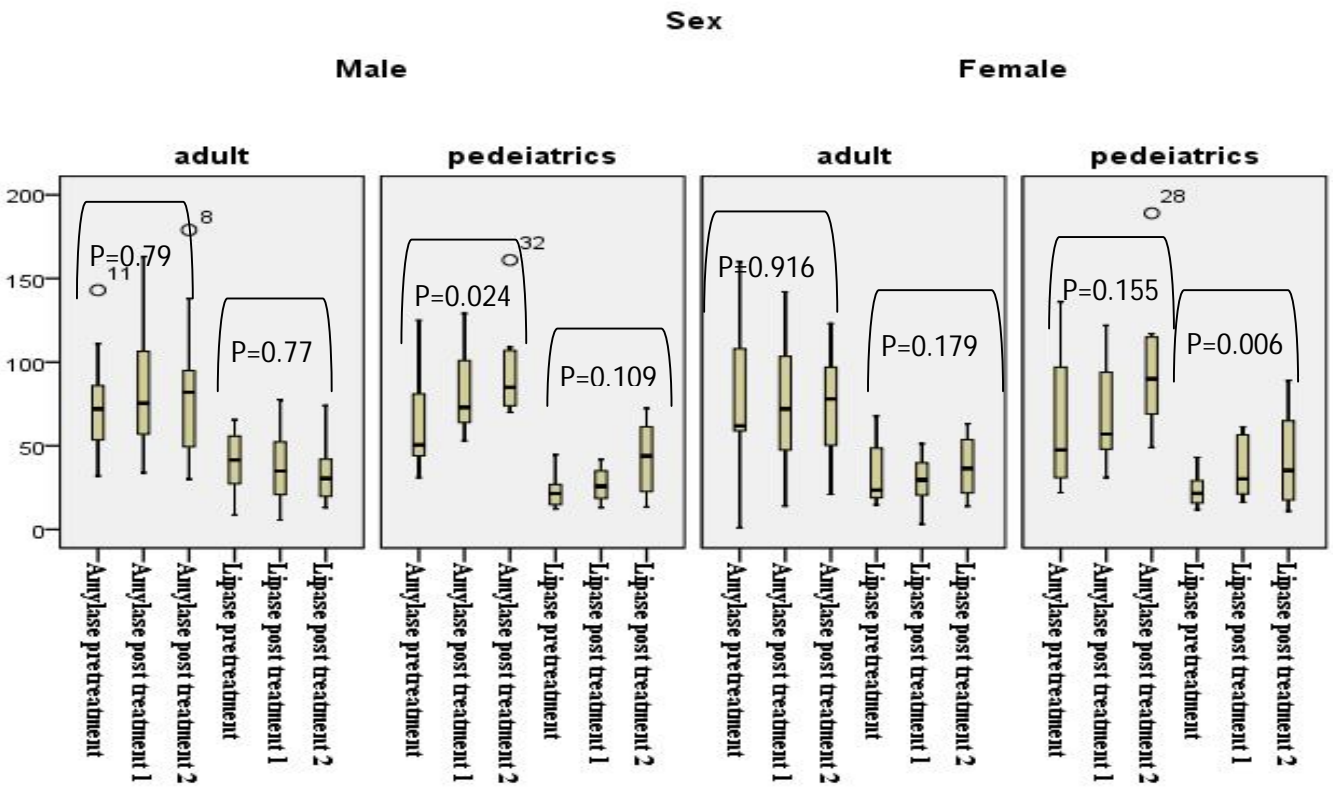 Sex
Male
Female
adult
pedeiatrics
adult
pedeiatrics
200
150
100
50
0
P=0.79
11
8
P=0.77
P=0.024
32
P=0.109
P=0.916
P=0.179
P=0.155
28
P=0.006
Amylase pretreatment
Amylase post treatment 1
Amylase post treatment 2
Lipase pretreatment
Lipase post treatment 1
Lipase post treatment 2
Amylase pretreatment
Amylase post treatment 1
Amylase post treatment 2
Lipase pretreatment
Lipase post treatment 1
Lipase post treatment 2
Amylase pretreatment
Amylase post treatment 1
Amylase post treatment 2
Lipase pretreatment
Lipase post treatment 1
Lipase post treatment 2
Amylase pretreatment
Amylase post treatment 1
Amylase post treatment 2
Lipase pretreatment
Lipase post treatment 1
Lipase post treatment 2